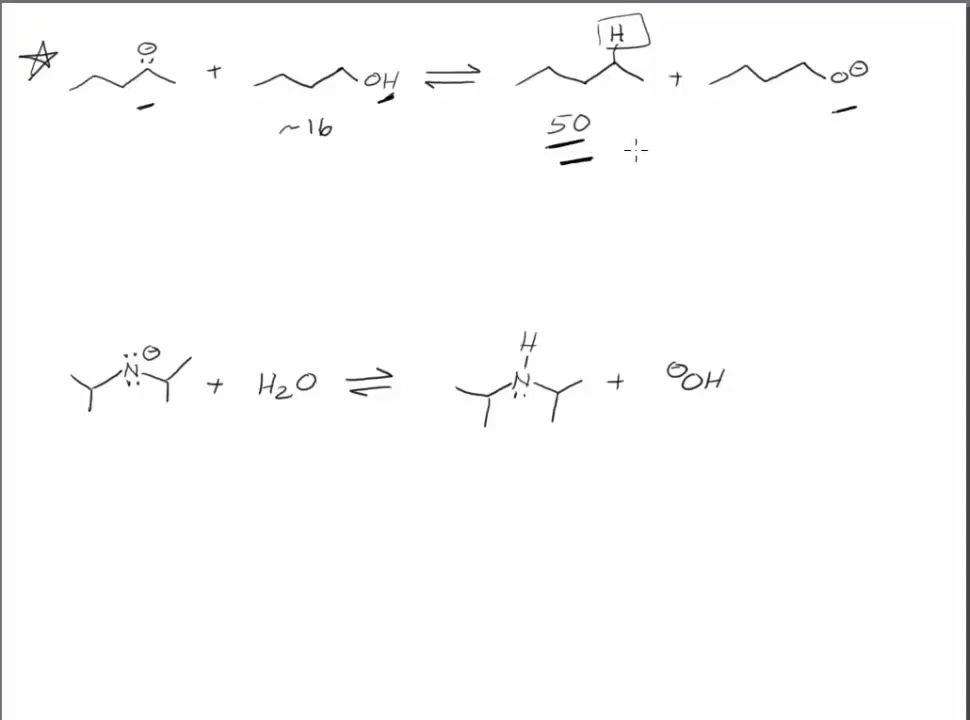 ⊖ H
+ OH ⇌ + O⊖
~16 50
⊖ H
N + H2O ⇌ N + ⊖OH